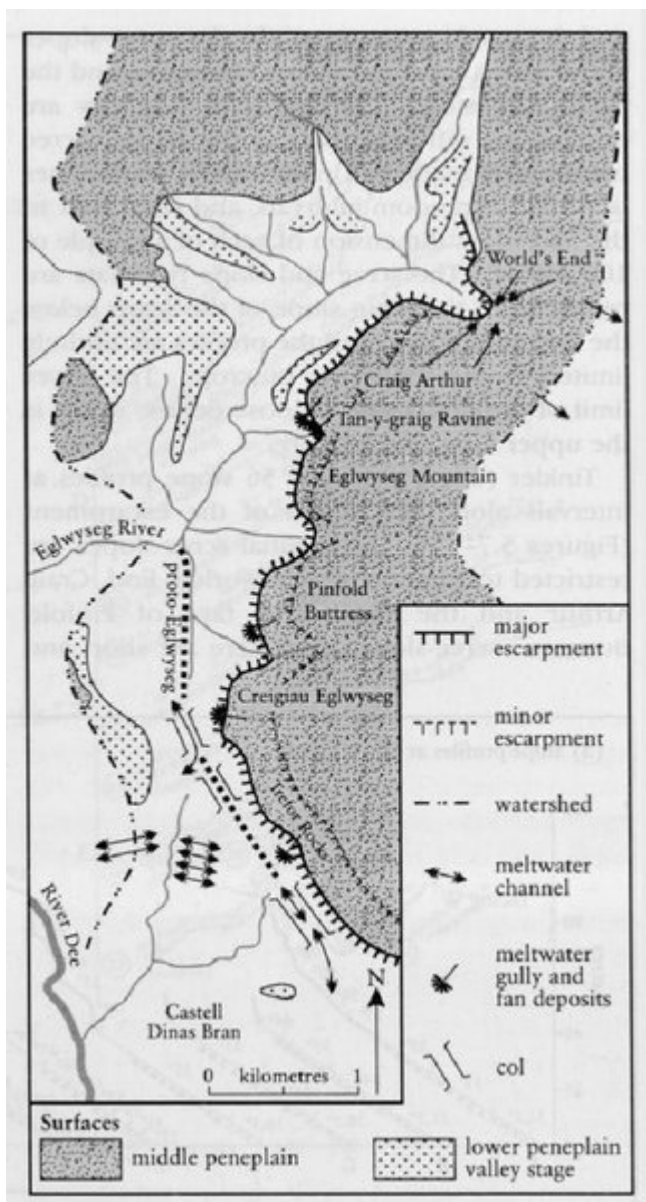 World's End
Craig Arthur
Tan-y-graig Ravine
Eglwyseg Mountain
Eglwyseg River
proto-Eglwyseg
Pinfold
Buttress
Creigiau Eglwyseg
Trefor Rocks
River Dee
Castell
Dinas Bran
N
0 kilometres 1
major
escarpment
minor
escarpment
watershed
meltwater
channel
meltwater
gully and
fan deposits
col
Surfaces
middle peneplain
lower peneplain
valley stage